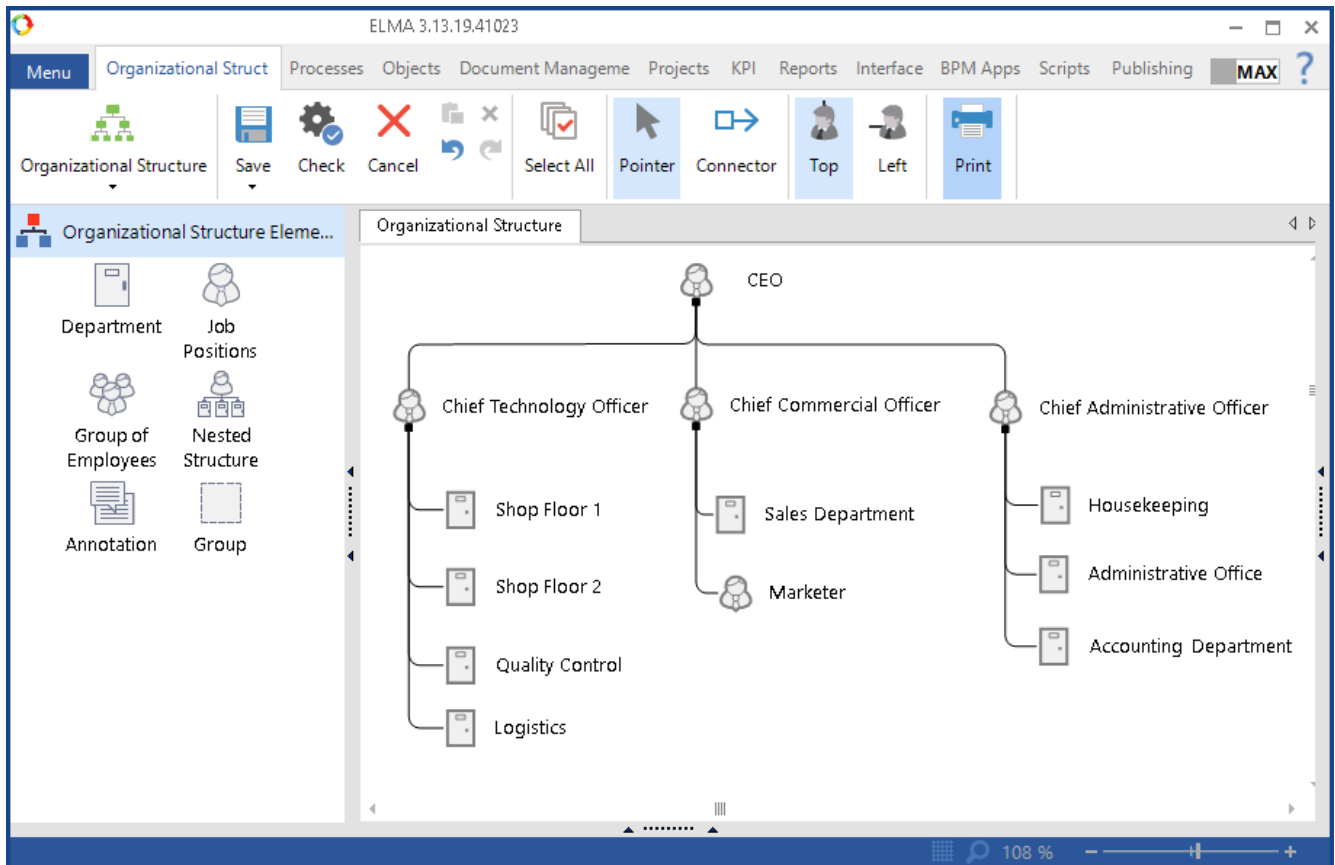 ELMA 3.13.19.41023
Menu Organizational Struct Processes Objects Document Manageme Projects KPI Reports Interface BPM Apps Scripts Publishing MAX ?
Organizational Structure Save Check Cancel Select All Pointer Connector Top Left Print
Organizational Structure Eleme...
Department Job
Positions
Group of Nested
Employees Structure
Annotation Group
Organizational Structure
CEO
Chief Technology Officer Chief Commercial Officer Chief Administrative Officer
Shop Floor 1 Sales Department Housekeeping
Shop Floor 2 Marketer Administrative Office
Quality Control Accounting Department
Logistics
108 %